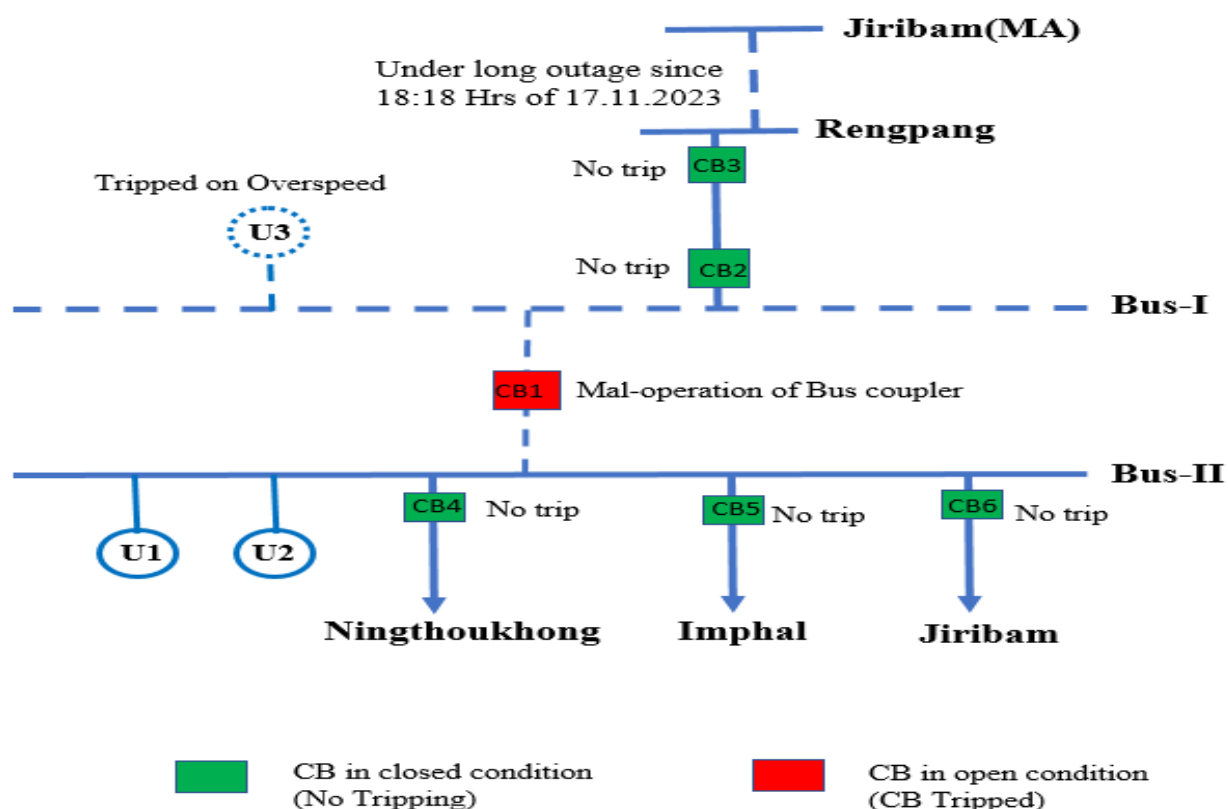 Jiribam(MA)
Under long outage since
18:18 Hrs of 17.11.2023
Rengpang
No trip
CB3
Tripped on Overspeed
U3
No trip
CB2
Bus-I
CB1
Mal-operation of Bus coupler
Bus-II
CB4
No trip
CB5
No trip
CB6
No trip
U1
U2
Ningthoukhong
Imphal
Jiribam
CB in closed condition
(No Tripping)
CB in open condition
(CB Tripped)